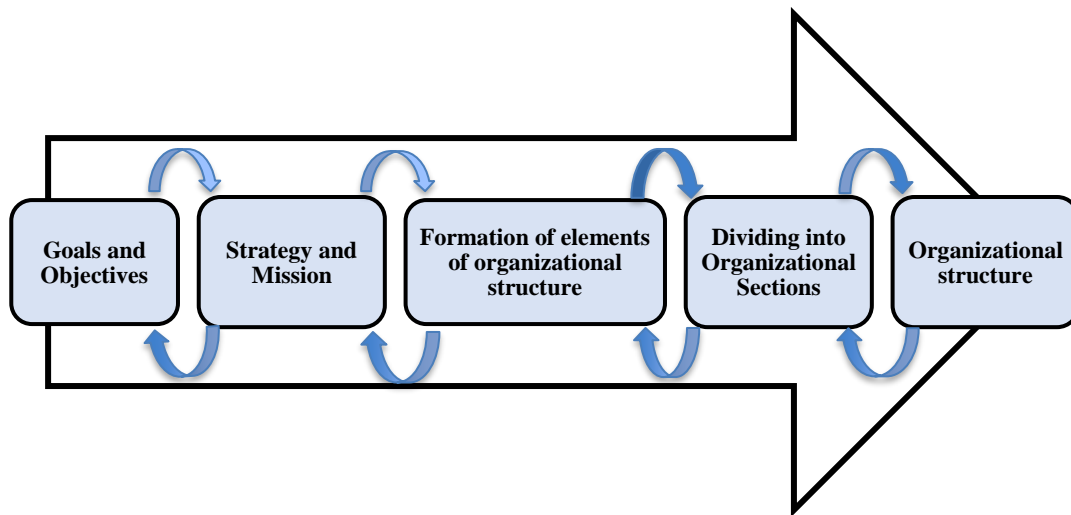 Goals and
Objectives
Strategy and
Mission
Formation of elements
of organizational
structure
Dividing into
Organizational
Sections
Organizational
structure